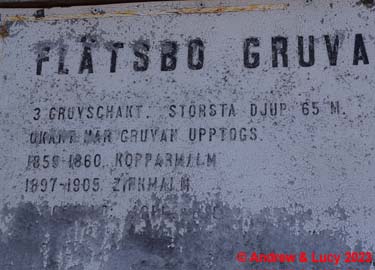 FLÄTSBO GRUVA
3 GRUVSCHAKT. STÖRSTA DJUP 65 M.
OKÄNT NÄR GRUVAN UPPTOGS.
1859-1860. KOPPARMALM
1897-1905. ZINKMALM
© Andrew & Lucy 2023